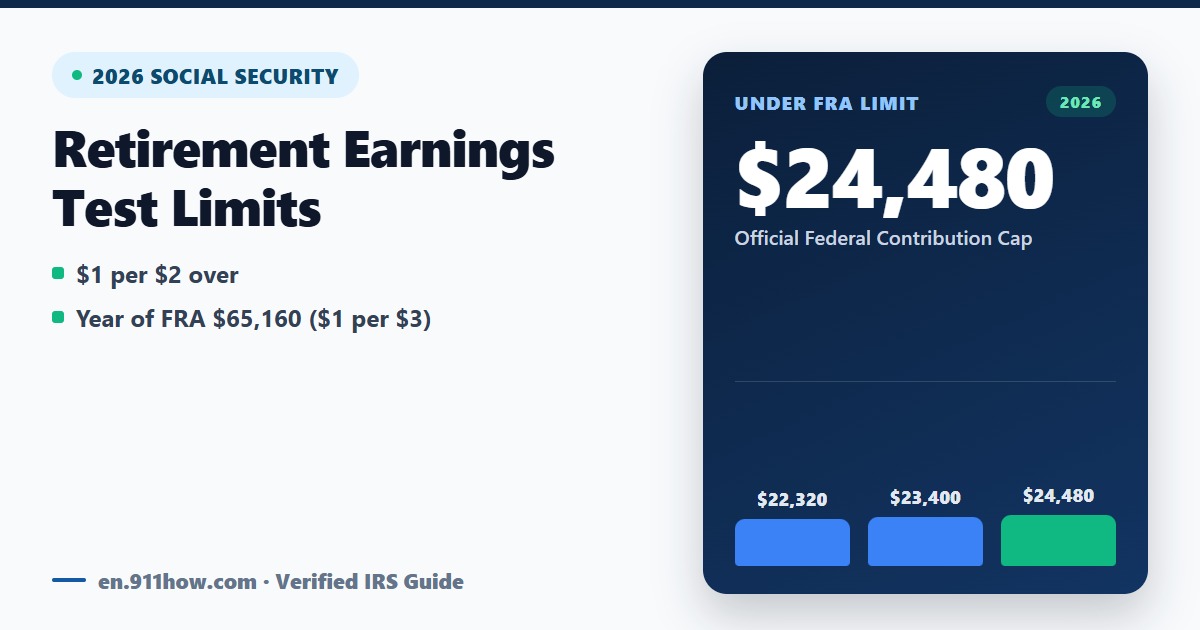 2026 SOCIAL SECURITY
Retirement Earnings
Test Limits
$1 per $2 over
Year of FRA $65,160 ($1 per $3)
en.911how.com · Verified IRS Guide
UNDER FRA LIMIT
2026
$24,480
Official Federal Contribution Cap
$22,320
$23,400
$24,480